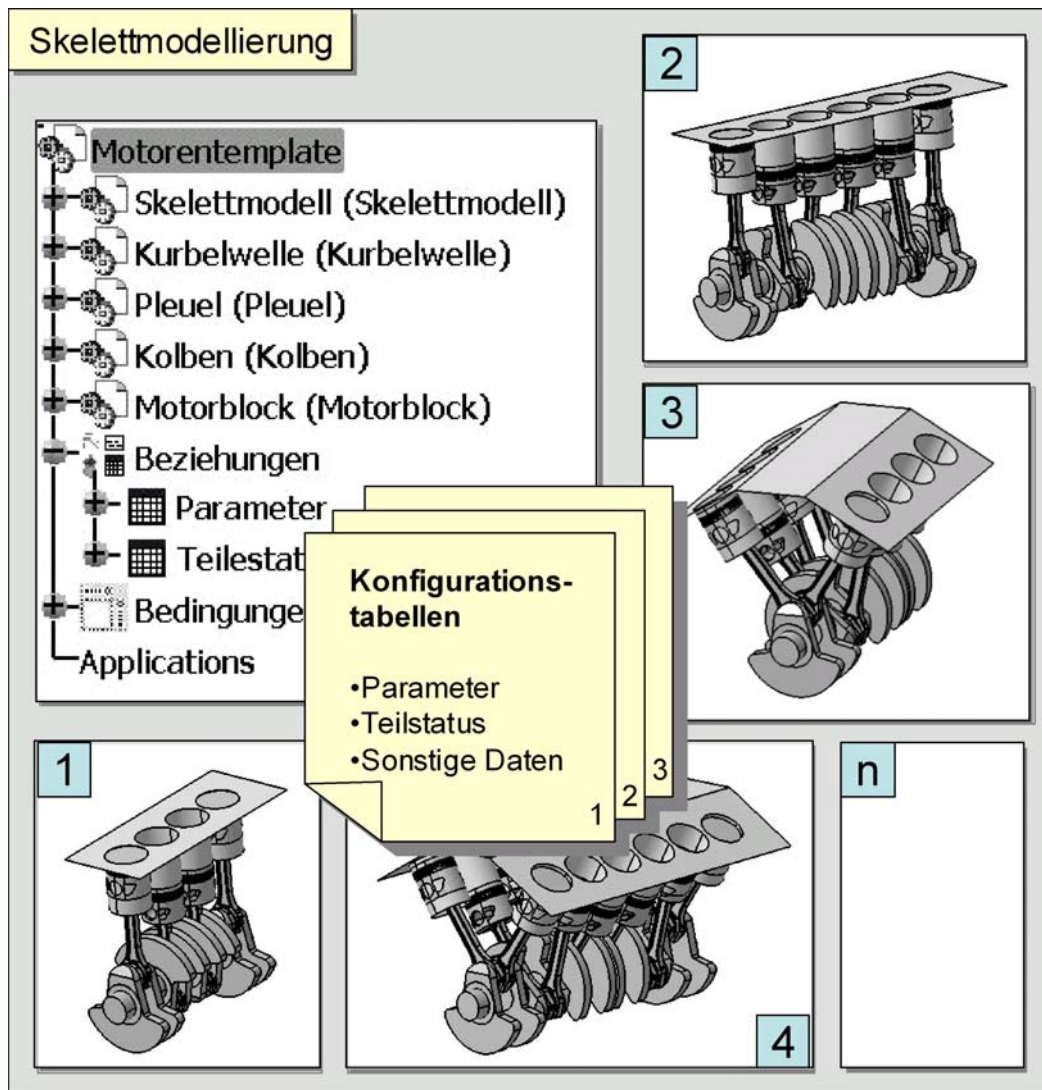 Skelettmodellierung
Motorentemplate
Skelettmodell (Skelettmodell)
Kurbelwelle (Kurbelwelle)
Pleuel (Pleuel)
Kolben (Kolben)
Motorblock (Motorblock)
Beziehungen
Parameter
Teilestat
Bedingunge
Applications
Konfigurations-
tabellen
•Parameter
•Teilstatus
•Sonstige Daten
1
2
3
2
3
1
4
n